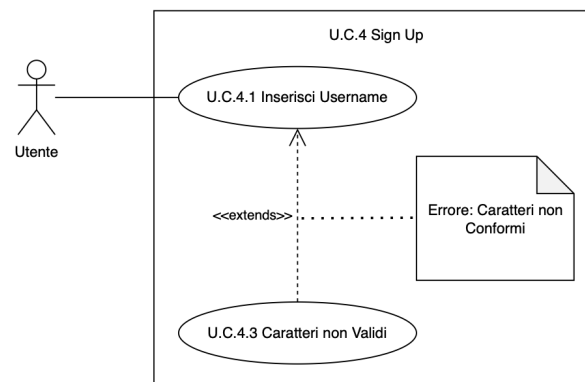 U.C.4 Sign Up
U.C.4.1 Inserisci Username
Utente
<<extends>>
Errore: Caratteri non
Conformi
U.C.4.3 Caratteri non Validi